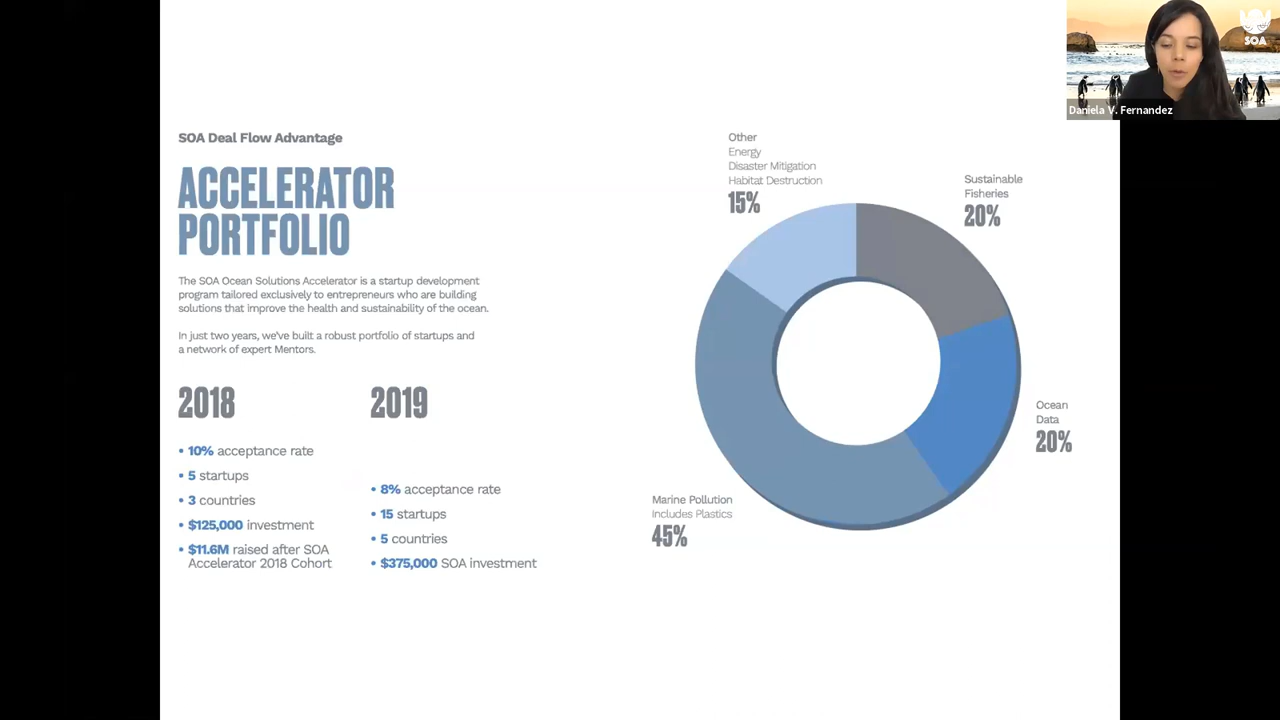 SOA Deal Flow Advantage
ACCELERATOR
PORTFOLIO
The SOA Ocean Solutions Accelerator is a startup development
program tailored exclusively to entrepreneurs who are building
solutions that improve the health and sustainability of the ocean.
In just two years, we've built a robust portfolio of startups and
a network of expert Mentors.
2018
• 10% acceptance rate
• 5 startups
• 3 countries
• $125,000 investment
• $11.6M raised after SOA
Accelerator 2018 Cohort
2019
• 8% acceptance rate
• 15 startups
• 5 countries
• $375,000 SOA investment
Other
Energy
Disaster Mitigation
Habitat Destruction
15%
Sustainable
Fisheries
20%
Ocean
Data
20%
Marine Pollution
Includes Plastics
45%
SOA
Daniela V. Fernandez